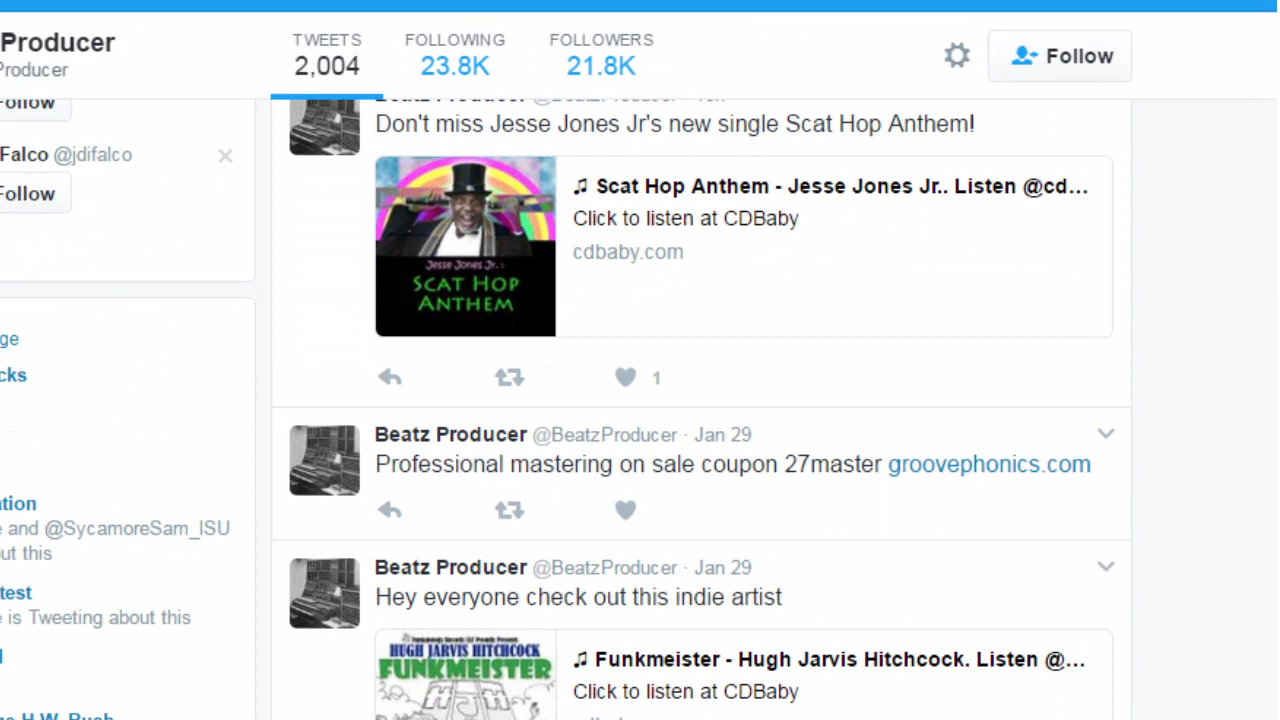 Producer
Producer
TWEETS
2,004
FOLLOWING
23.8K
FOLLOWERS
21.8K
Follow
Follow
Falco @jdifalco
Follow
ge
cks
ation
e and @SycamoreSam_ISU
out this
test
e is Tweeting about this
Beatz Producer @BeatzProducer
Don't miss Jesse Jones Jr's new single Scat Hop Anthem!
Jesse Jones Jr. :
SCAT HOP
ANTHEM
♫ Scat Hop Anthem - Jesse Jones Jr.. Listen @cd...
Click to listen at CDBaby
cdbaby.com
1
Beatz Producer @BeatzProducer · Jan 29
Professional mastering on sale coupon 27master groovephonics.com
Beatz Producer @BeatzProducer · Jan 29
Hey everyone check out this indie artist
HUGH JARVIS HITCHCOCK
FUNKMEISTER
♫ Funkmeister - Hugh Jarvis Hitchcock. Listen @...
Click to listen at CDBaby